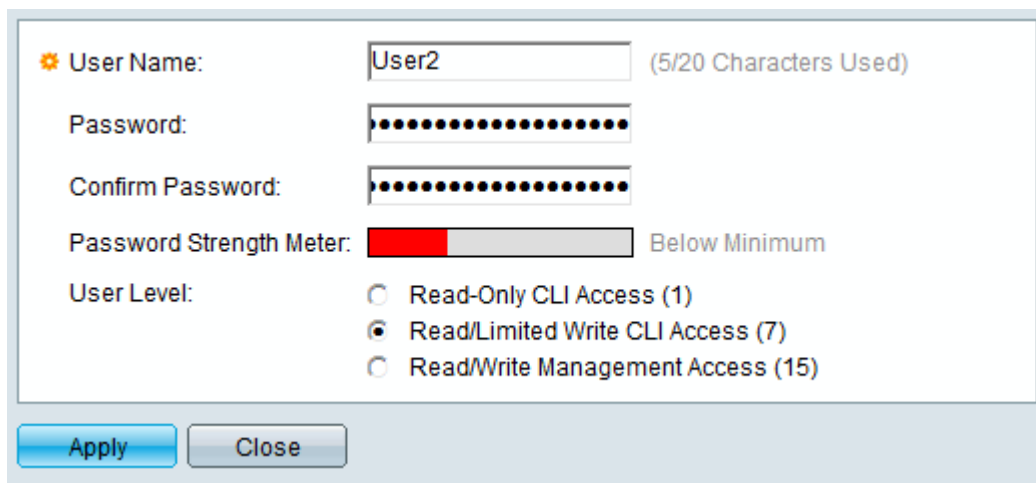 User Name: User2 (5/20 Characters Used)
Password: ●●●●●●●●●●●●●●●●●●●
Confirm Password: ●●●●●●●●●●●●●●●●●●●
Password Strength Meter: Below Minimum
User Level: Read-Only CLI Access (1)
Read/Limited Write CLI Access (7)
Read/Write Management Access (15)
Apply Close